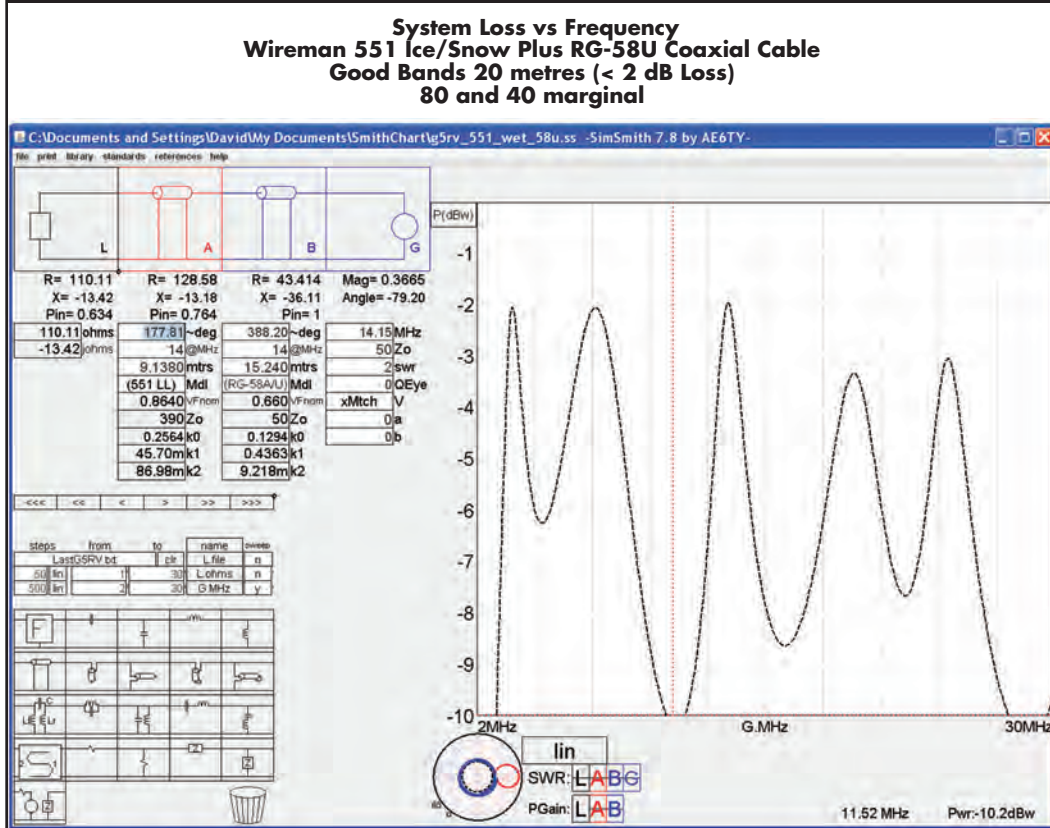 System Loss vs Frequency
Wireman 551 Ice/Snow Plus RG-58U Coaxial Cable
Good Bands 20 metres (< 2 dB Loss)
80 and 40 marginal
C:\Documents and Settings\David\My Documents\SmithChart\g5rv_551_wet_58u.ss -SimSmith 7.8 by AE6TY-
file print library standards references help
L A B G
R= 110.11 R= 128.58 R= 43.414 Mag= 0.3665
X= -13.42 X= -13.18 X= -36.11 Angle= -79.20
Pin= 0.634 Pin= 0.764 Pin= 1
110.11 ohms 177.81 ~deg 388.20 ~deg 14.15 MHz
-13.42 johms 14 @MHz 14 @MHz 50 Zo
9.1380 mtrs 15.240 mtrs 2 swr
(551 LL) Mdl (RG-58A/U) Mdl 0 QEye
0.8640 VFnom 0.660 VFnom xMtch V
390 Zo 50 Zo 0 a
0.2564 k0 0.1294 k0 0 b
45.70m k1 0.4363 k1
86.98m k2 9.218m k2
<<< << < > >> >>>
steps from to name sweep
LastG5RV.txt clr L.file n
50 lin 1 30 L.ohms n
500 lin 2 30 G.MHz y
F
C
LE Lr
S
Z
Z
Z
P(dBw)
-1
-2
-3
-4
-5
-6
-7
-8
-9
-10
2MHz G.MHz 30MHz
lin
SWR: L A B G
PGain: L A B
11.52 MHz Pwr:-10.2dBw